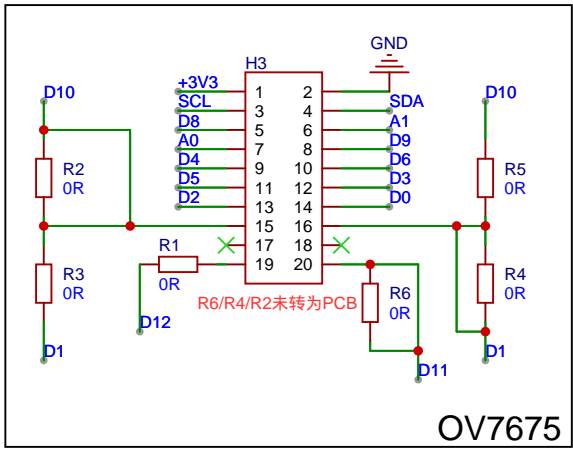 GND
H3
+3V3 1 2
SCL 3 4 SDA
D8 5 6 A1
A0 7 8 D9
D4 9 10 D6
D5 11 12 D3
D2 13 14 D0
15 16
17 18
19 20
D10
R2
0R
R3
0R
D1
R1
0R
D12
R6/R4/R2未转为PCB
R6
0R
D11
D10
R5
0R
R4
0R
D1
OV7675